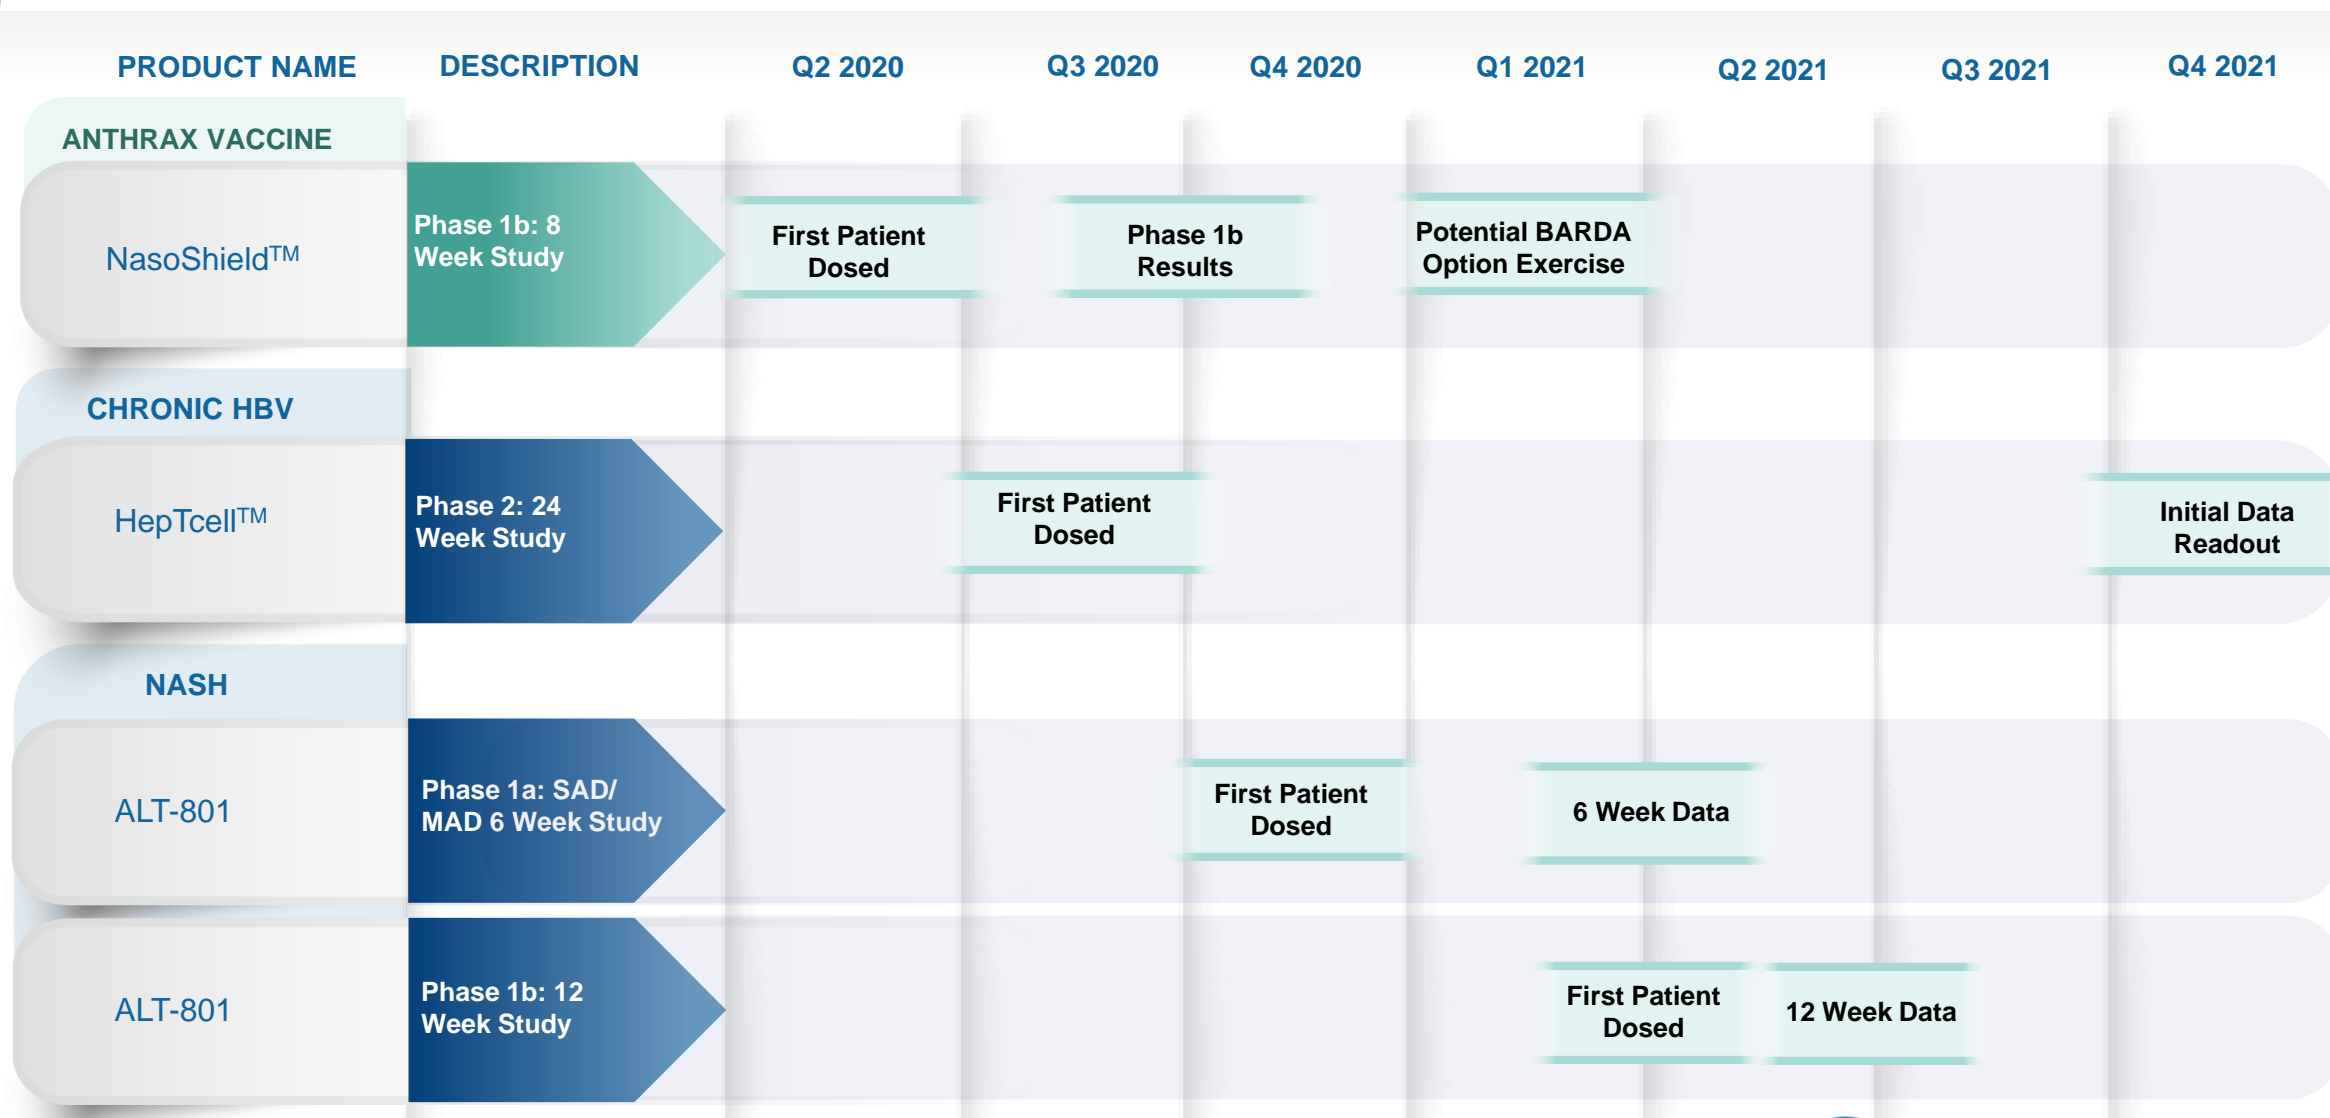 PRODUCT NAME DESCRIPTION Q2 2020 Q3 2020 Q4 2020 Q1 2021 Q2 2021 Q3 2021 Q4 2021
ANTHRAX VACCINE
NasoShield™
Phase 1b: 8
Week Study
First Patient
Dosed
Phase 1b
Results
Potential BARDA
Option Exercise
CHRONIC HBV
HepTcell™
Phase 2: 24
Week Study
First Patient
Dosed
Initial Data
Readout
NASH
ALT-801
Phase 1a: SAD/
MAD 6 Week Study
First Patient
Dosed
6 Week Data
ALT-801
Phase 1b: 12
Week Study
First Patient
Dosed
12 Week Data